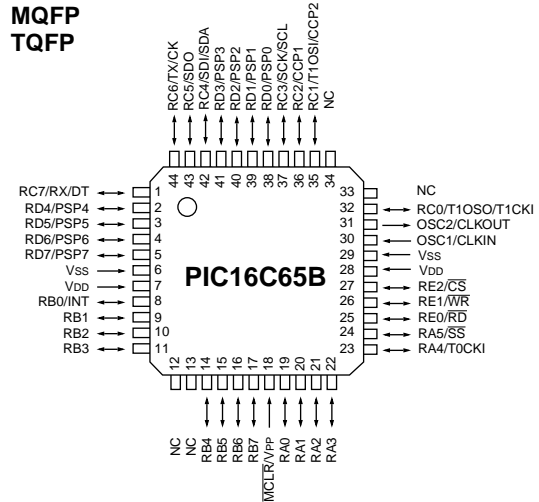 MQFP
TQFP
RC6/TX/CK
RC5/SDO
RC4/SDI/SDA
RD3/PSP3
RD2/PSP2
RD1/PSP1
RD0/PSP0
RC3/SCK/SCL
RC2/CCP1
RC1/T1OSI/CCP2
NC
44
43
42
41
40
39
38
37
36
35
34
RC7/RX/DT 1
RD4/PSP4 2
RD5/PSP5 3
RD6/PSP6 4
RD7/PSP7 5
VSS 6
VDD 7
RB0/INT 8
RB1 9
RB2 10
RB3 11
PIC16C65B
33 NC
32 RC0/T1OSO/T1CKI
31 OSC2/CLKOUT
30 OSC1/CLKIN
29 VSS
28 VDD
27 RE2/CS
26 RE1/WR
25 RE0/RD
24 RA5/SS
23 RA4/T0CKI
12
13
14
15
16
17
18
19
20
21
22
NC
NC
RB4
RB5
RB6
RB7
MCLR/VPP
RA0
RA1
RA2
RA3